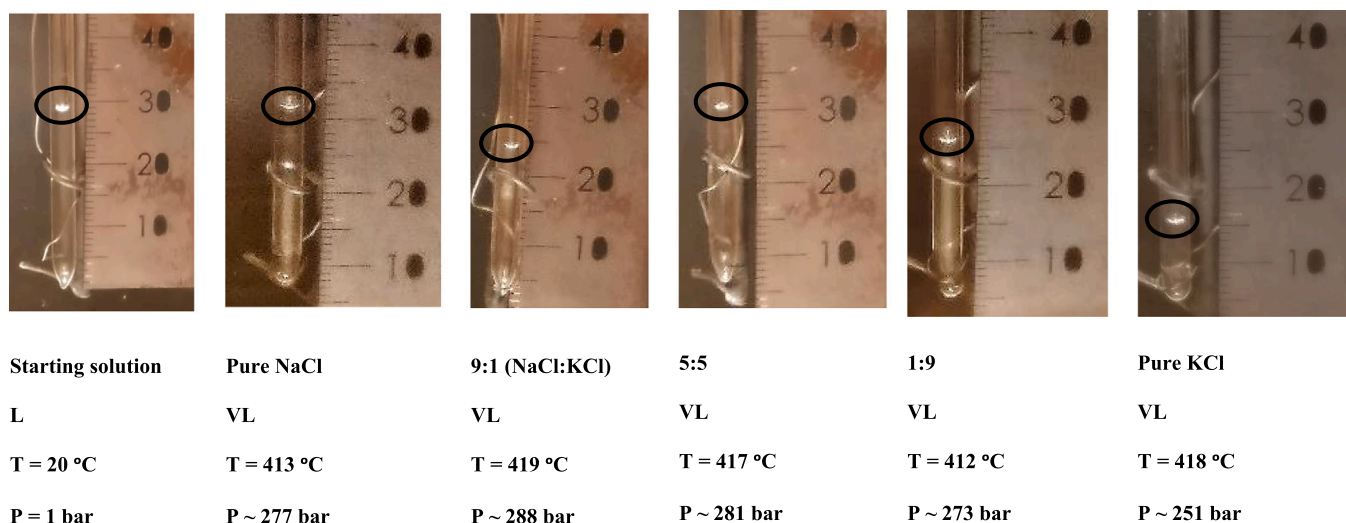 40
30
20
10
40
30
20
10
40
30
20
10
40
30
20
10
40
30
20
10
40
30
20
10
Starting solution
L
T = 20 °C
P = 1 bar
Pure NaCl
VL
T = 413 °C
P ~ 277 bar
9:1 (NaCl:KCl)
VL
T = 419 °C
P ~ 288 bar
5:5
VL
T = 417 °C
P ~ 281 bar
1:9
VL
T = 412 °C
P ~ 273 bar
Pure KCl
VL
T = 418 °C
P ~ 251 bar